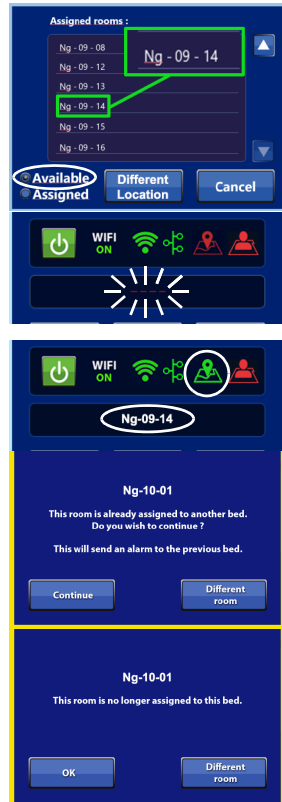 Assigned rooms :
Ng - 09 - 08
Ng - 09 - 12
Ng - 09 - 13
Ng - 09 - 14
Ng - 09 - 14
Ng - 09 - 15
Ng - 09 - 16
Available
Assigned
Different
Location
Cancel
WIFI
ON
WIFI
ON
Ng-09-14
Ng-10-01
This room is already assigned to another bed.
Do you wish to continue ?
This will send an alarm to the previous bed.
Continue
Different
room
Ng-10-01
This room is no longer assigned to this bed.
OK
Different
room